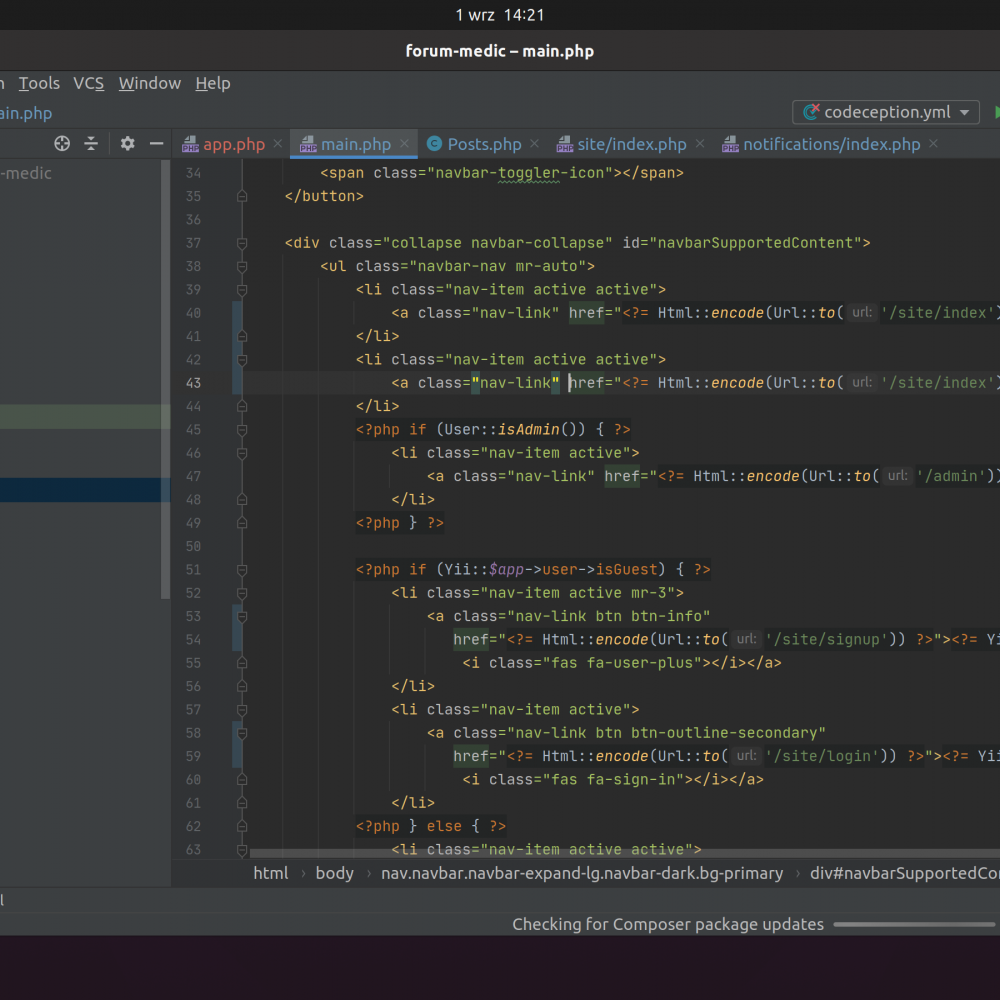 1 wrz 14:21
forum-medic – main.php
Tools VCS Window Help
ain.php
codeception.yml
app.php main.php Posts.php site/index.php notifications/index.php
-medic
34 <span class="navbar-toggler-icon"></span>
35 </button>
36
37 <div class="collapse navbar-collapse" id="navbarSupportedContent">
38 <ul class="navbar-nav mr-auto">
39 <li class="nav-item active active">
40 <a class="nav-link" href="<?= Html::encode(Url::to( url: '/site/index')
41 </li>
42 <li class="nav-item active active">
43 <a class="nav-link" href="<?= Html::encode(Url::to( url: '/site/index')
44 </li>
45 <?php if (User::isAdmin()) { ?>
46 <li class="nav-item active">
47 <a class="nav-link" href="<?= Html::encode(Url::to( url: '/admin'))
48 </li>
49 <?php } ?>
50
51 <?php if (Yii::$app->user->isGuest) { ?>
52 <li class="nav-item active mr-3">
53 <a class="nav-link btn btn-info"
54 href="<?= Html::encode(Url::to( url: '/site/signup')) ?>"><?= Yi
55 <i class="fas fa-user-plus"></i></a>
56 </li>
57 <li class="nav-item active">
58 <a class="nav-link btn btn-outline-secondary"
59 href="<?= Html::encode(Url::to( url: '/site/login')) ?>"><?= Yii
60 <i class="fas fa-sign-in"></i></a>
61 </li>
62 <?php } else { ?>
63 <li class="nav-item active active">
html › body › nav.navbar.navbar-expand-lg.navbar-dark.bg-primary › div#navbarSupportedCo
Checking for Composer package updates